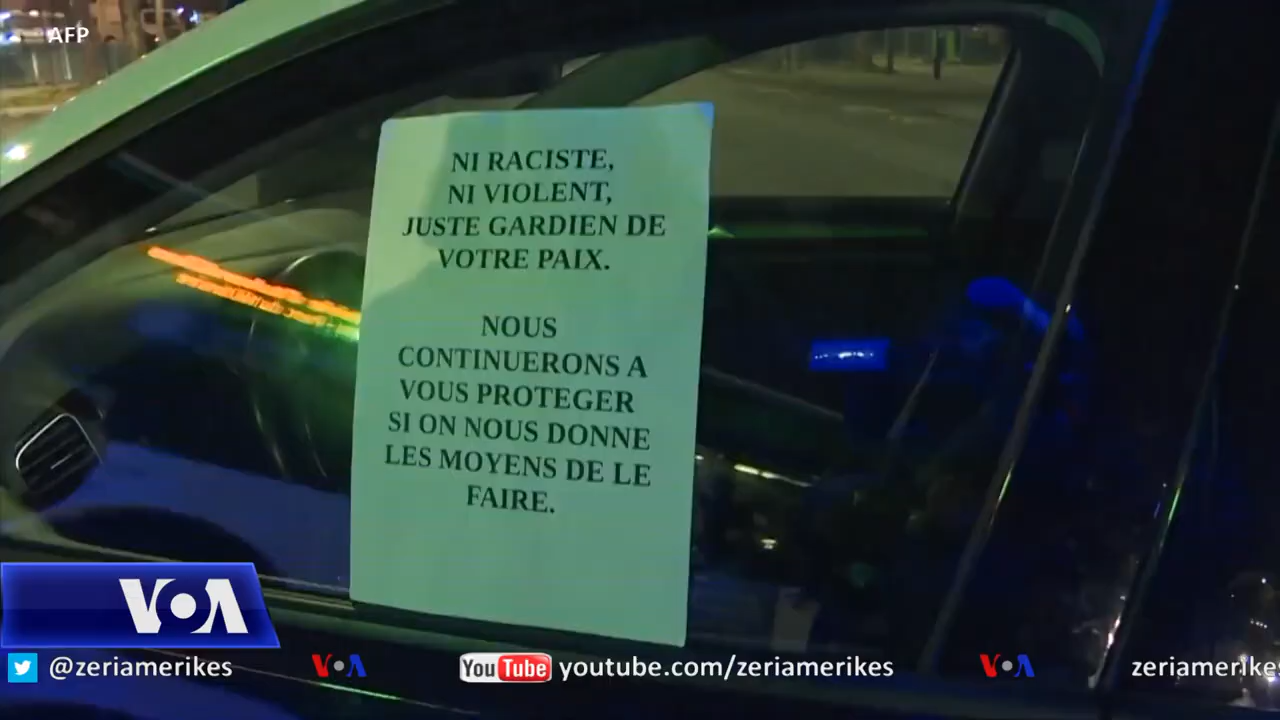 AFP
NI RACISTE,
NI VIOLENT,
JUSTE GARDIEN DE
VOTRE PAIX.
NOUS
CONTINUERONS A
VOUS PROTEGER
SI ON NOUS DONNE
LES MOYENS DE LE
FAIRE.
VOA
@zeriamerikes VOA YouTube youtube.com/zeriamerikes VOA zeriamerikes